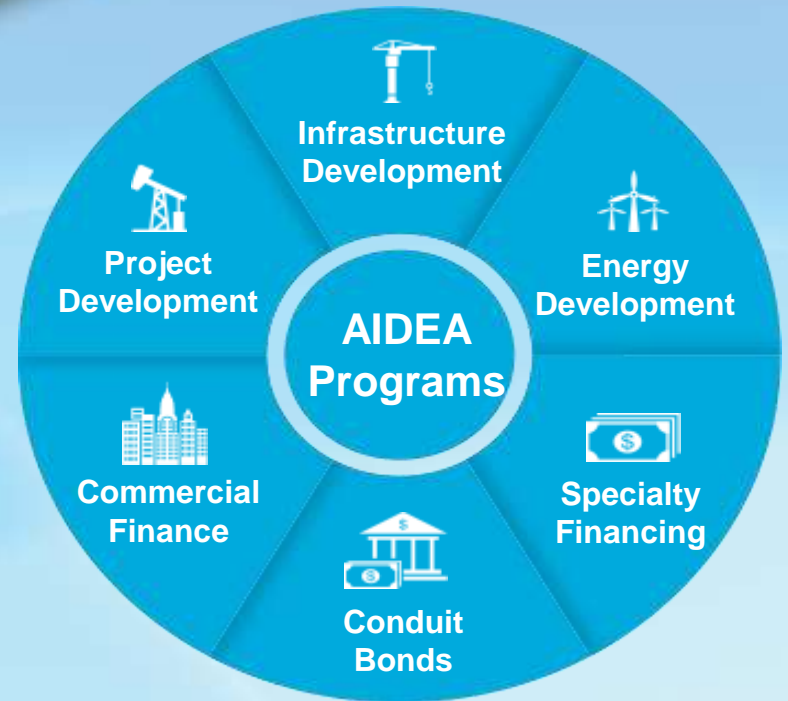 Infrastructure
Development
Project
Development
Energy
Development
AIDEA
Programs
Commercial
Finance
Specialty
Financing
Conduit
Bonds